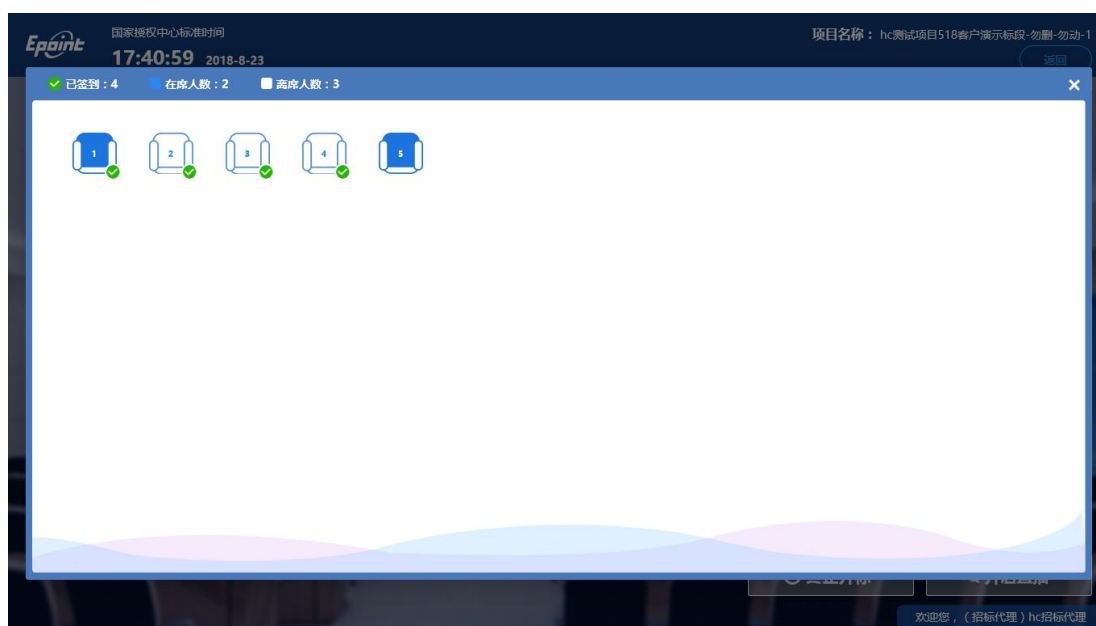 Epoint
国家授权中心标准时间
17:40:59 2018-8-23
项目名称：hc测试项目518客户演示标段-勿删-勿动-1
返回
已签到：4 在席人数：2 离席人数：3
1 2 3 4 5
欢迎您，（招标代理）hc招标代理